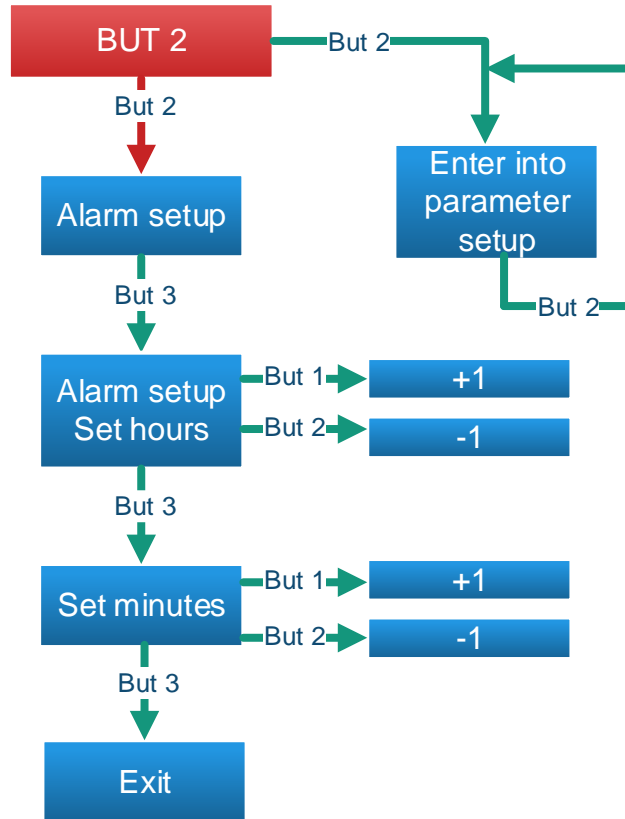 BUT 2
But 2
But 2
Enter into
parameter
setup
Alarm setup
But 3
But 2
Alarm setup
Set hours
But 1
+1
But 2
-1
But 3
Set minutes
But 1
+1
But 2
-1
But 3
Exit